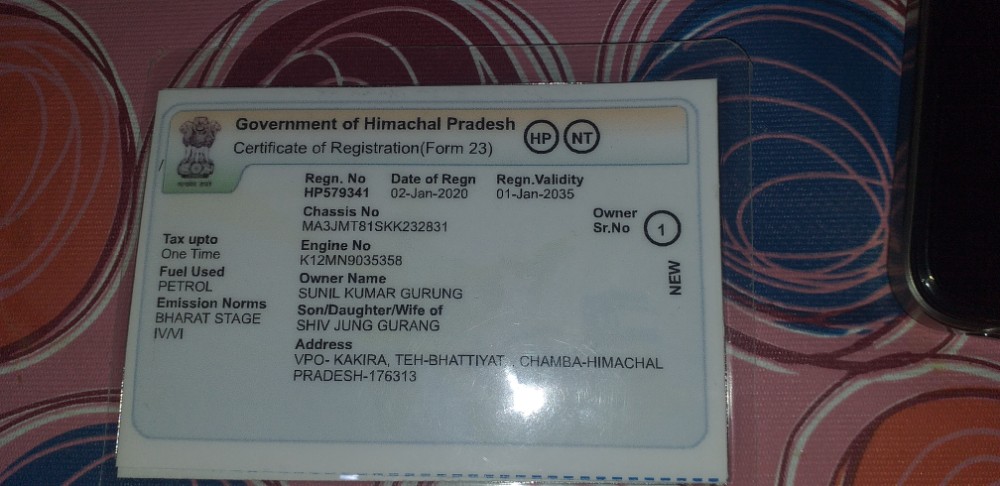 Government of Himachal Pradesh
Certificate of Registration(Form 23)
HP NT
Regn. No Date of Regn Regn.Validity
HP579341 02-Jan-2020 01-Jan-2035
Chassis No
MA3JMT81SKK232831
Owner
Sr.No 1
NEW
Tax upto
One Time
Engine No
K12MN9035358
Fuel Used
PETROL
Owner Name
SUNIL KUMAR GURUNG
Emission Norms
BHARAT STAGE
IV/VI
Son/Daughter/Wife of
SHIV JUNG GURANG
Address
VPO- KAKIRA, TEH-BHATTIYAT , CHAMBA-HIMACHAL
PRADESH-176313